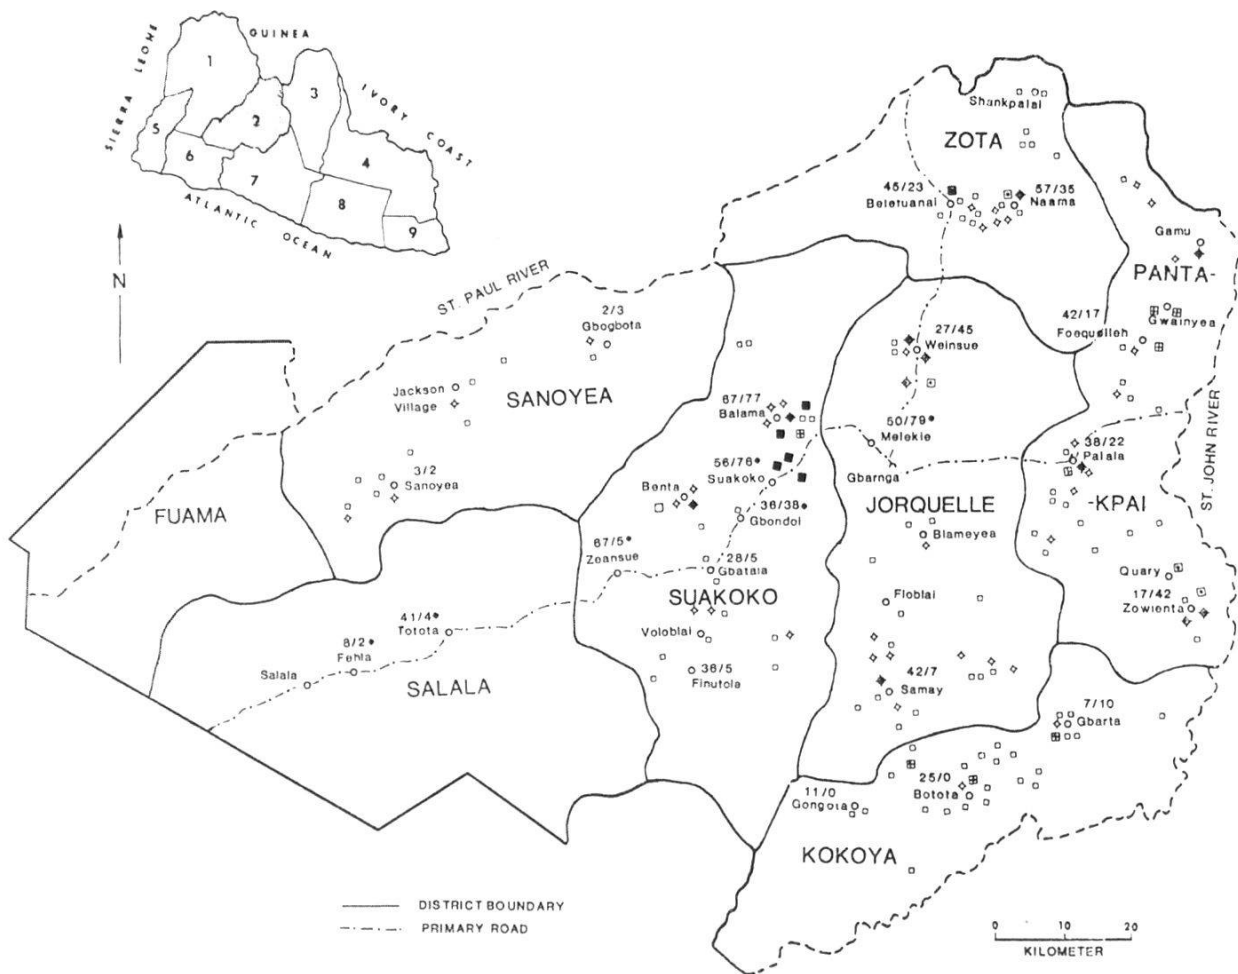 GUINEA
SIERRA LEONE
IVORY COAST
ATLANTIC OCEAN
1
2
3
4
5
6
7
8
9
N
ST. PAUL RIVER
Shankpalai
ZOTA
45/23
Beletuanai
57/35
Naama
Gamu
PANTA-
42/17
Foequelleh
Gwainyea
2/3
Gbogbota
27/45
Weinsue
Jackson
Village
SANOYEA
67/77
Balama
50/79*
Melekie
38/22
Palala
ST. JOHN RIVER
3/2
Sanoyea
56/76*
Suakoko
Gbarnga
Benta
36/38*
Gbondoi
FUAMA
JORQUELLE
-KPAI
Blameyea
67/5*
Zeansue
28/5
Gbatala
Quary
17/42
Zowienta
SUAKOKO
Floblai
41/4*
Totota
Voloblai
8/2*
Fehla
Salala
SALALA
36/5
Finutola
42/7
Samay
7/10
Gbarta
25/0
Botota
11/0
Gongota
KOKOYA
DISTRICT BOUNDARY
PRIMARY ROAD
0 10 20
KILOMETER